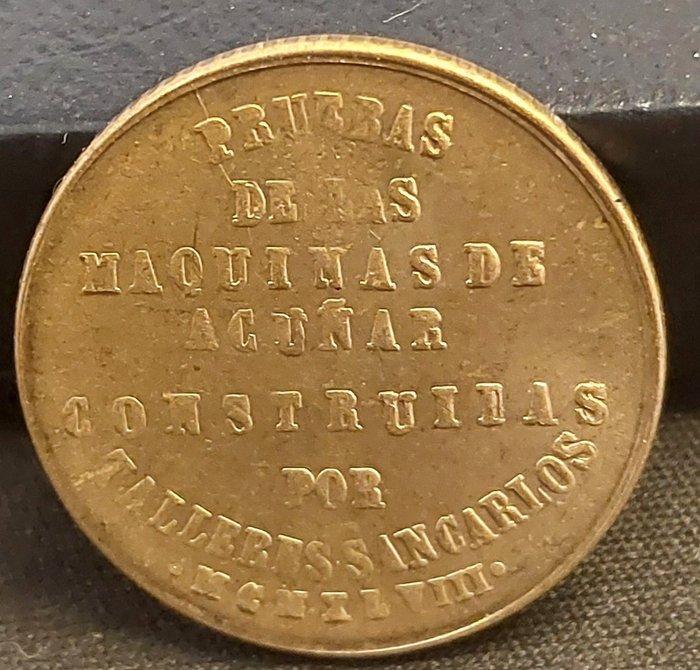 PRUEBAS
DE LAS
MAQUINAS DE
ACUÑAR
CONSTRUIDAS
POR
TALLERES SAN CARLOS
· MCMXLVIII ·